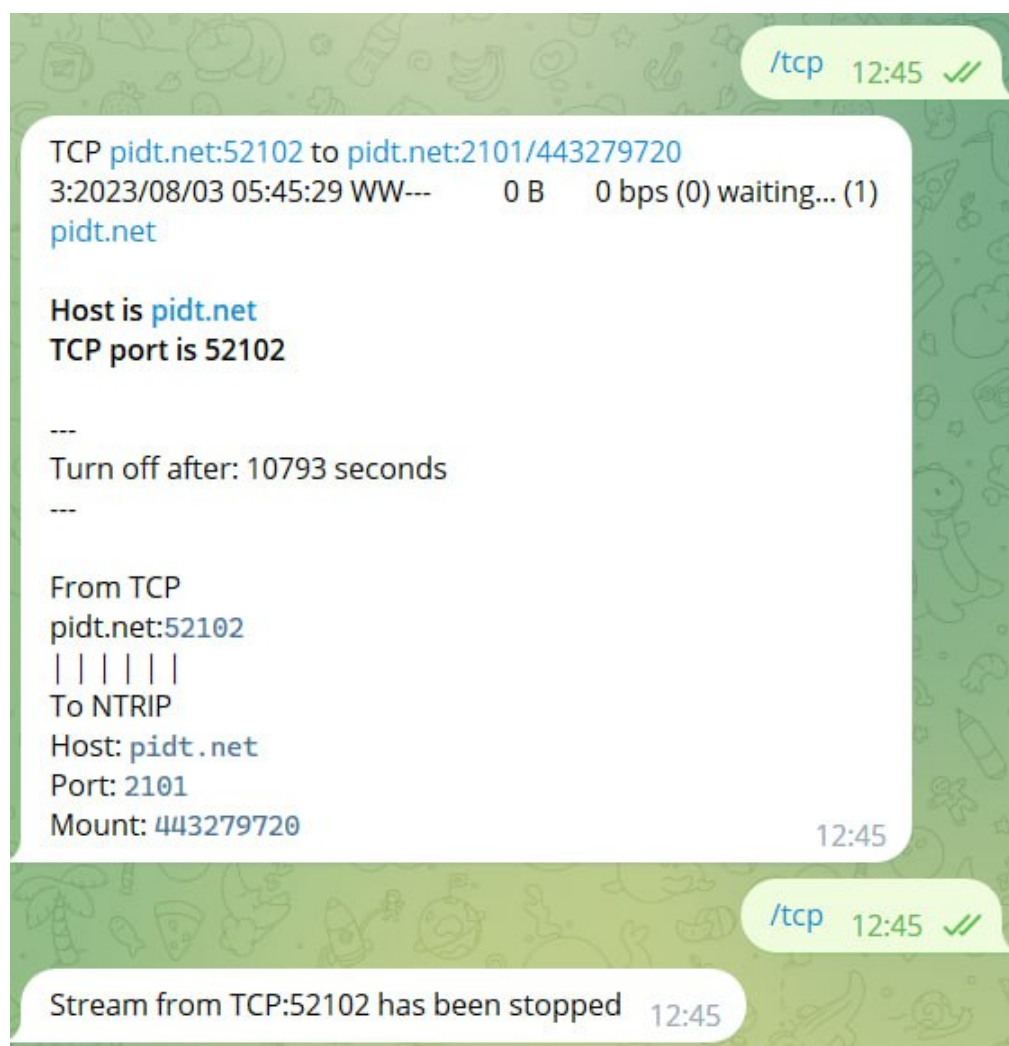 /tcp 12:45
TCP pidt.net:52102 to pidt.net:2101/443279720
3:2023/08/03 05:45:29 WW--- 0 B 0 bps (0) waiting... (1)
pidt.net
Host is pidt.net
TCP port is 52102
---
Turn off after: 10793 seconds
---
From TCP
pidt.net:52102
| | | | | |
To NTRIP
Host: pidt.net
Port: 2101
Mount: 443279720
12:45
/tcp 12:45
Stream from TCP:52102 has been stopped 12:45